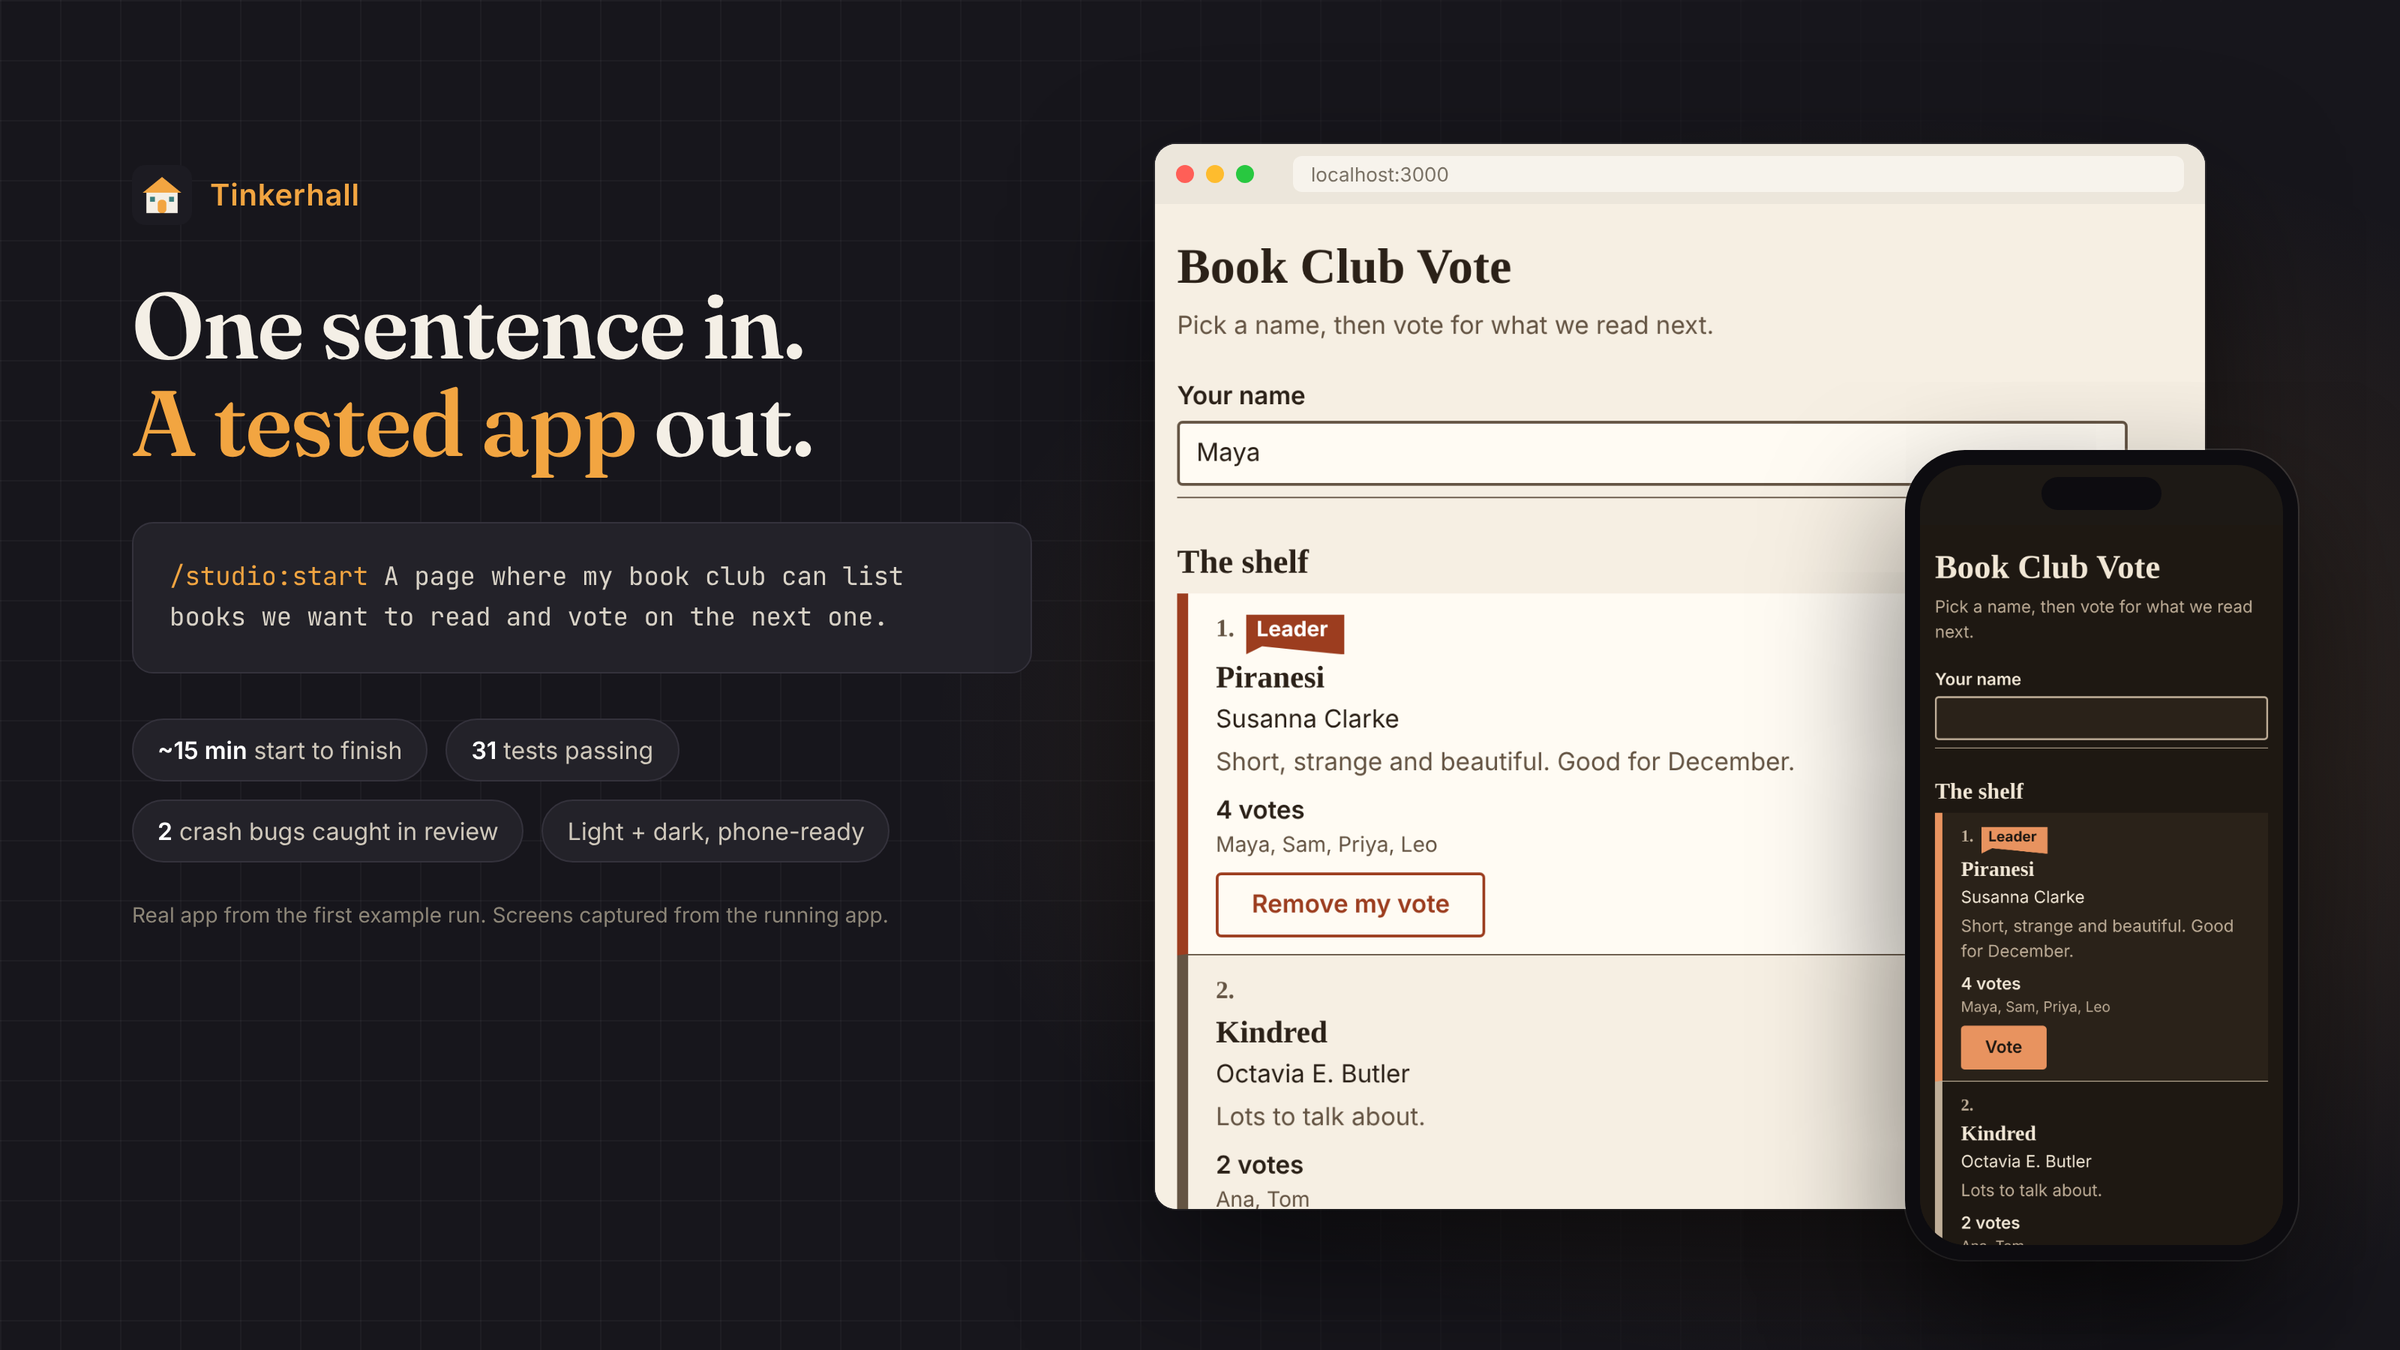 Tinkerhall
One sentence in.
A tested app out.
/studio:start A page where my book club can list
books we want to read and vote on the next one.
~15 min start to finish
31 tests passing
2 crash bugs caught in review
Light + dark, phone-ready
Real app from the first example run. Screens captured from the running app.
localhost:3000
Book Club Vote
Pick a name, then vote for what we read next.
Your name
Maya
The shelf
1. Leader
Piranesi
Susanna Clarke
Short, strange and beautiful. Good for December.
4 votes
Maya, Sam, Priya, Leo
Remove my vote
2.
Kindred
Octavia E. Butler
Lots to talk about.
2 votes
Ana, Tom
Book Club Vote
Pick a name, then vote for what we read
next.
Your name
The shelf
1. Leader
Piranesi
Susanna Clarke
Short, strange and beautiful. Good
for December.
4 votes
Maya, Sam, Priya, Leo
Vote
2.
Kindred
Octavia E. Butler
Lots to talk about.
2 votes